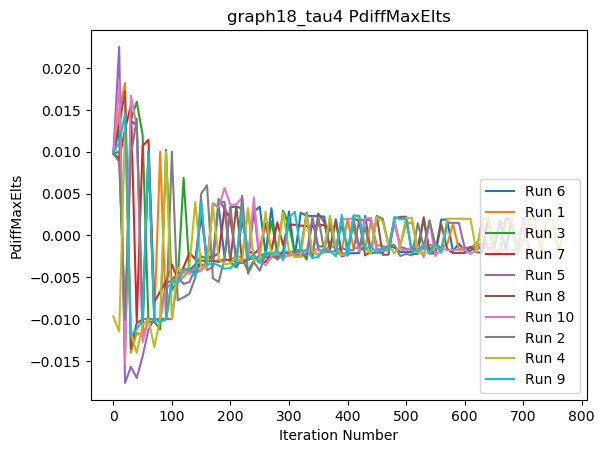 graph18_tau4 PdiffMaxElts
PdiffMaxElts
0.020
0.015
0.010
0.005
0.000
−0.005
−0.010
−0.015
Run 6
Run 1
Run 3
Run 7
Run 5
Run 8
Run 10
Run 2
Run 4
Run 9
0 100 200 300 400 500 600 700 800
Iteration Number